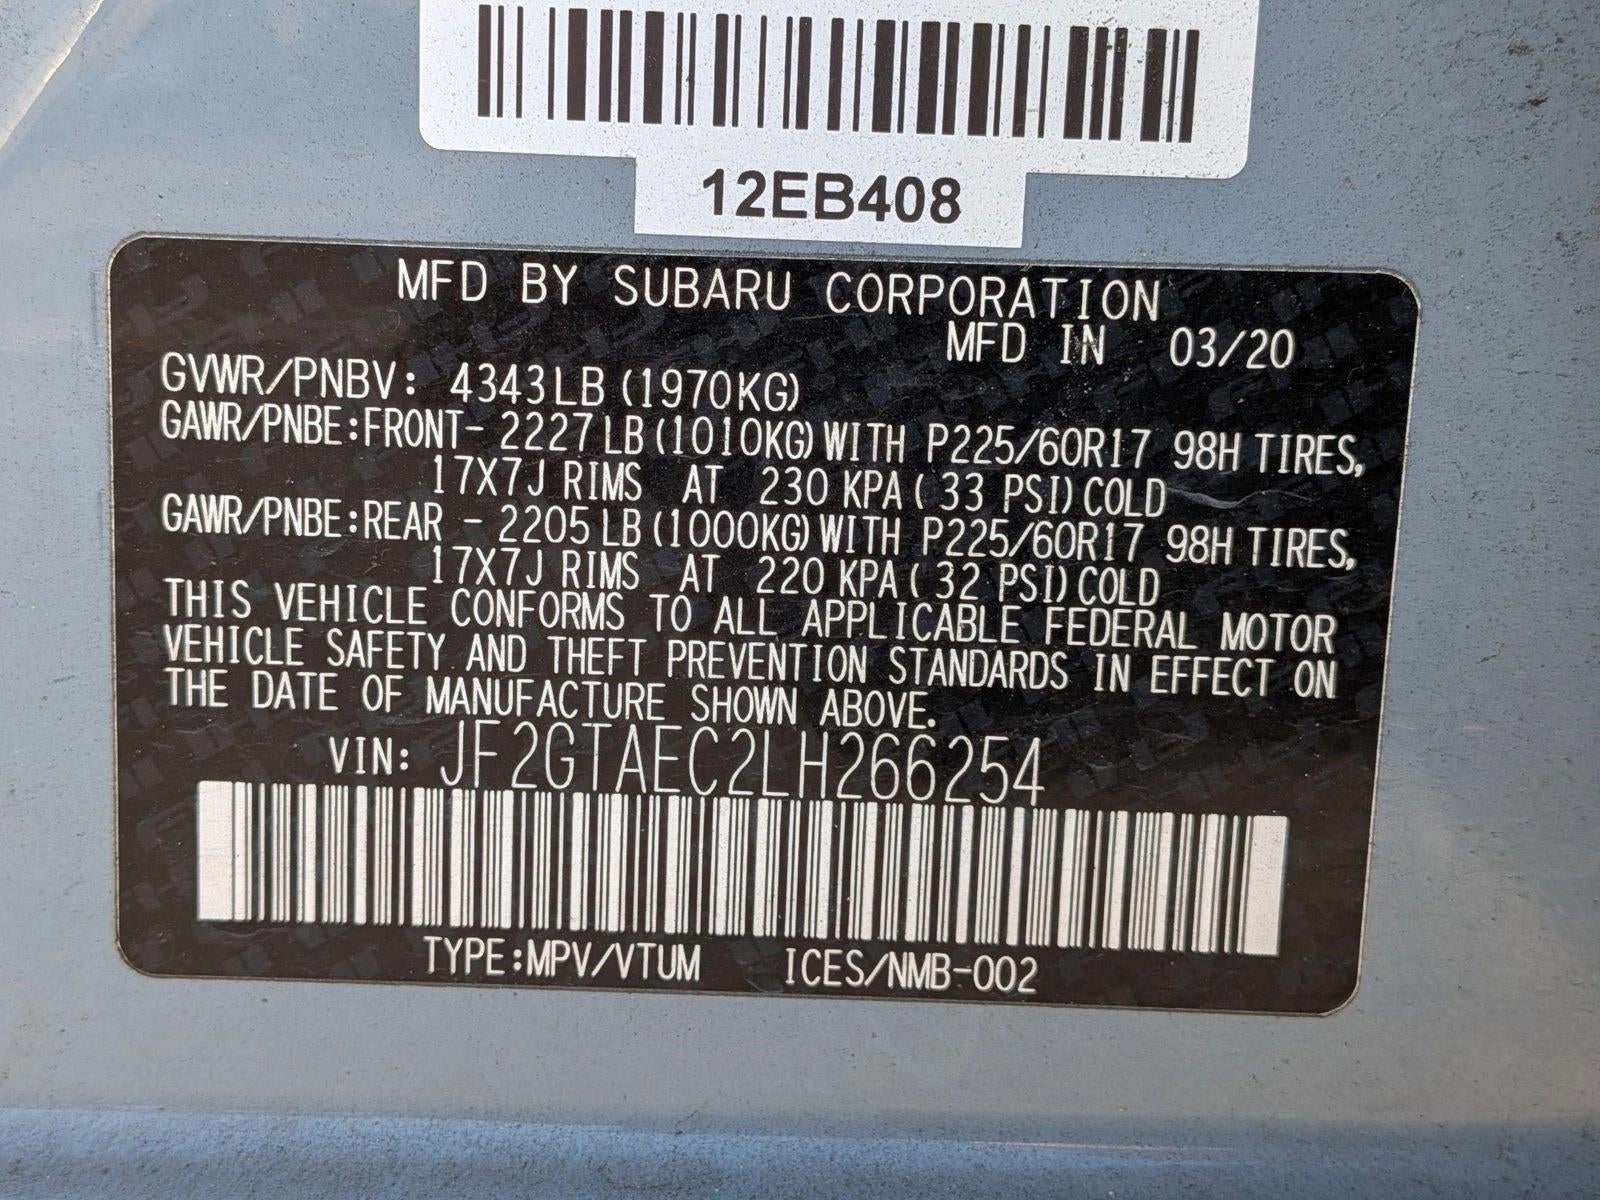 12EB408
MFD BY SUBARU CORPORATION
MFD IN 03/20
GVWR/PNBV: 4343LB (1970KG)
GAWR/PNBE:FRONT- 2227LB(1010KG)WITH P225/60R17 98H TIRES,
17X7J RIMS AT 230 KPA( 33 PSI)COLD
GAWR/PNBE:REAR - 2205LB(1000KG)WITH P225/60R17 98H TIRES,
17X7J RIMS AT 220 KPA( 32 PSI)COLD
THIS VEHICLE CONFORMS TO ALL APPLICABLE FEDERAL MOTOR
VEHICLE SAFETY AND THEFT PREVENTION STANDARDS IN EFFECT ON
THE DATE OF MANUFACTURE SHOWN ABOVE.
VIN: JF2GTAEC2LH266254
TYPE:MPV/VTUM ICES/NMB-002